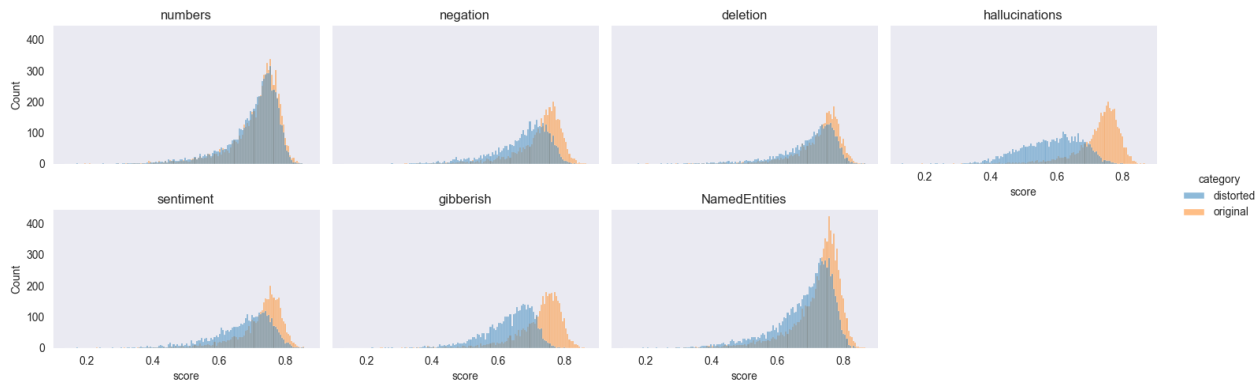 numbers
negation
deletion
hallucinations
400
300
200
100
0
Count
0.2 0.4 0.6 0.8
score
category
distorted
original
sentiment
gibberish
NamedEntities
400
300
200
100
0
Count
0.2 0.4 0.6 0.8
score
0.2 0.4 0.6 0.8
score
0.2 0.4 0.6 0.8
score